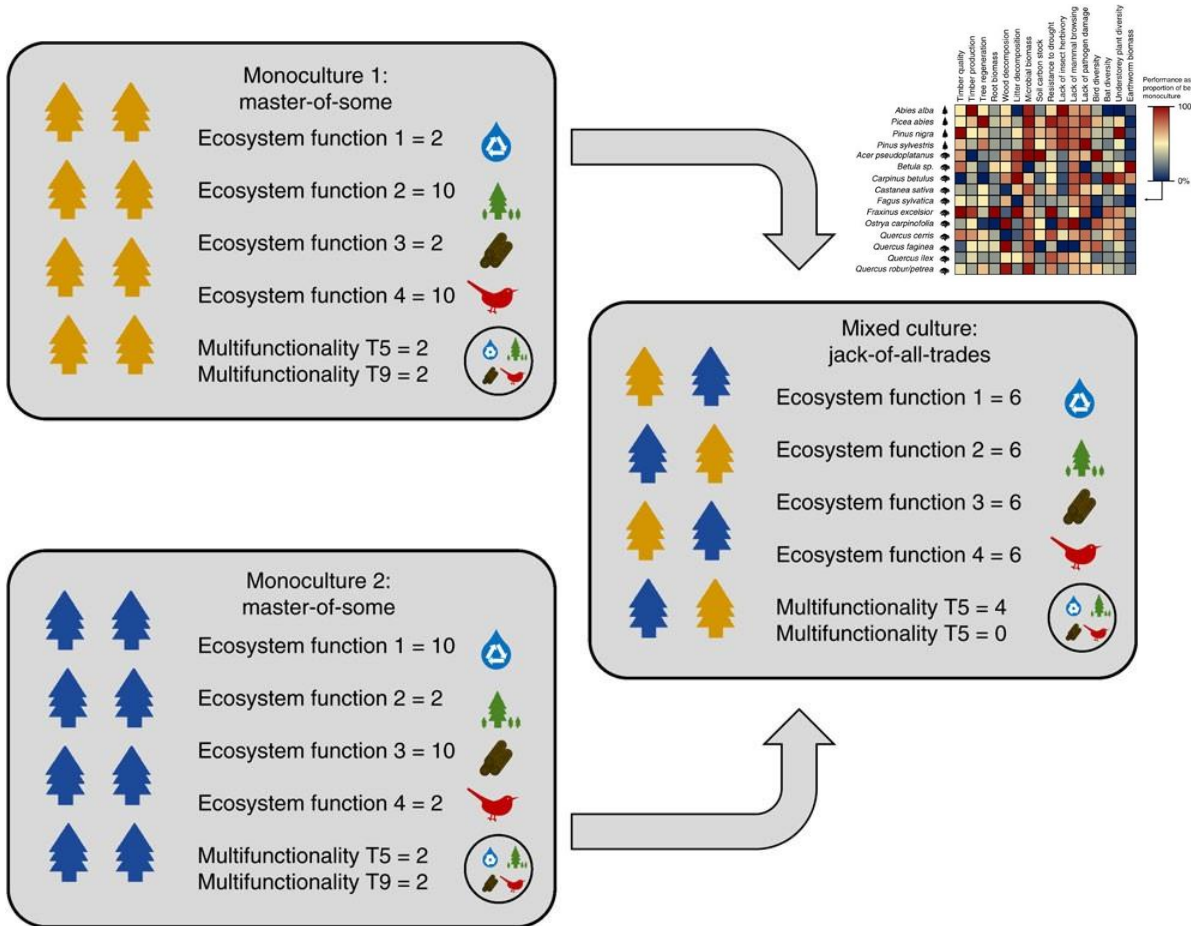 Monoculture 1:
master-of-some
Ecosystem function 1 = 2
Ecosystem function 2 = 10
Ecosystem function 3 = 2
Ecosystem function 4 = 10
Multifunctionality T5 = 2
Multifunctionality T9 = 2
Timber quality
Timber production
Tree regeneration
Root biomass
Wood decomposion
Litter decomposition
Microbial biomass
Soil carbon stock
Resistance to drought
Lack of insect herbivory
Lack of mammal browsing
Lack of pathogen damage
Bird diversity
Bat diversity
Understorey plant diversity
Earthworm biomass
Performance as
proportion of be
monoculture
100
0%
Abies alba
Picea abies
Pinus nigra
Pinus sylvestris
Acer pseudoplatanus
Betula sp.
Carpinus betulus
Castanea sativa
Fagus sylvatica
Fraxinus excelsior
Ostrya carpinofolia
Quercus cerris
Quercus faginea
Quercus ilex
Quercus robur/petrea
Mixed culture:
jack-of-all-trades
Ecosystem function 1 = 6
Ecosystem function 2 = 6
Ecosystem function 3 = 6
Ecosystem function 4 = 6
Multifunctionality T5 = 4
Multifunctionality T5 = 0
Monoculture 2:
master-of-some
Ecosystem function 1 = 10
Ecosystem function 2 = 2
Ecosystem function 3 = 10
Ecosystem function 4 = 2
Multifunctionality T5 = 2
Multifunctionality T9 = 2